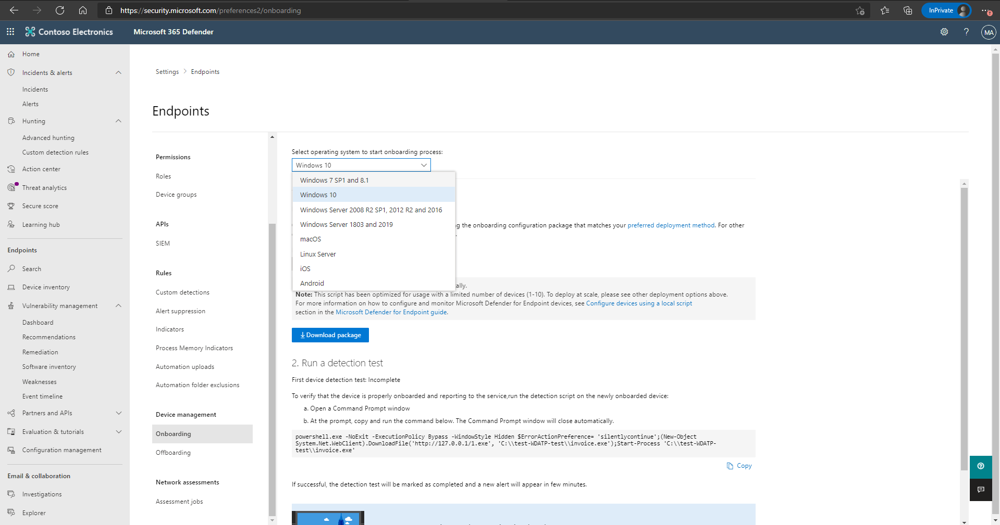 https://security.microsoft.com/preferences2/onboarding
InPrivate
Contoso Electronics
Microsoft 365 Defender
?
MA
Home
Incidents & alerts
Incidents
Alerts
Hunting
Advanced hunting
Custom detection rules
Action center
Threat analytics
Secure score
Learning hub
Endpoints
Search
Device inventory
Vulnerability management
Dashboard
Recommendations
Remediation
Software inventory
Weaknesses
Event timeline
Partners and APIs
Evaluation & tutorials
Configuration management
Email & collaboration
Investigations
Explorer
Settings > Endpoints
Endpoints
Permissions
Roles
Device groups
APIs
SIEM
Rules
Custom detections
Alert suppression
Indicators
Process Memory Indicators
Automation uploads
Automation folder exclusions
Device management
Onboarding
Offboarding
Network assessments
Assessment jobs
Select operating system to start onboarding process:
Windows 10
Windows 7 SP1 and 8.1
Windows 10
Windows Server 2008 R2 SP1, 2012 R2 and 2016
Windows Server 1803 and 2019
macOS
Linux Server
iOS
Android
the onboarding configuration package that matches your preferred deployment method. For other
ally.
Note: This script has been optimized for usage with a limited number of devices (1-10). To deploy at scale, please see other deployment options above.
For more information on how to configure and monitor Microsoft Defender for Endpoint devices, see Configure devices using a local script
section in the Microsoft Defender for Endpoint guide.
Download package
2. Run a detection test
First device detection test: Incomplete
To verify that the device is properly onboarded and reporting to the service,run the detection script on the newly onboarded device:
a. Open a Command Prompt window
b. At the prompt, copy and run the command below. The Command Prompt window will close automatically.
powershell.exe -NoExit -ExecutionPolicy Bypass -WindowStyle Hidden $ErrorActionPreference= 'silentlycontinue';(New-Object
System.Net.WebClient).DownloadFile('http://127.0.0.1/1.exe', 'C:\\test-WDATP-test\\invoice.exe');Start-Process 'C:\\test-WDATP-
test\\invoice.exe'
Copy
If successful, the detection test will be marked as completed and a new alert will appear in few minutes.